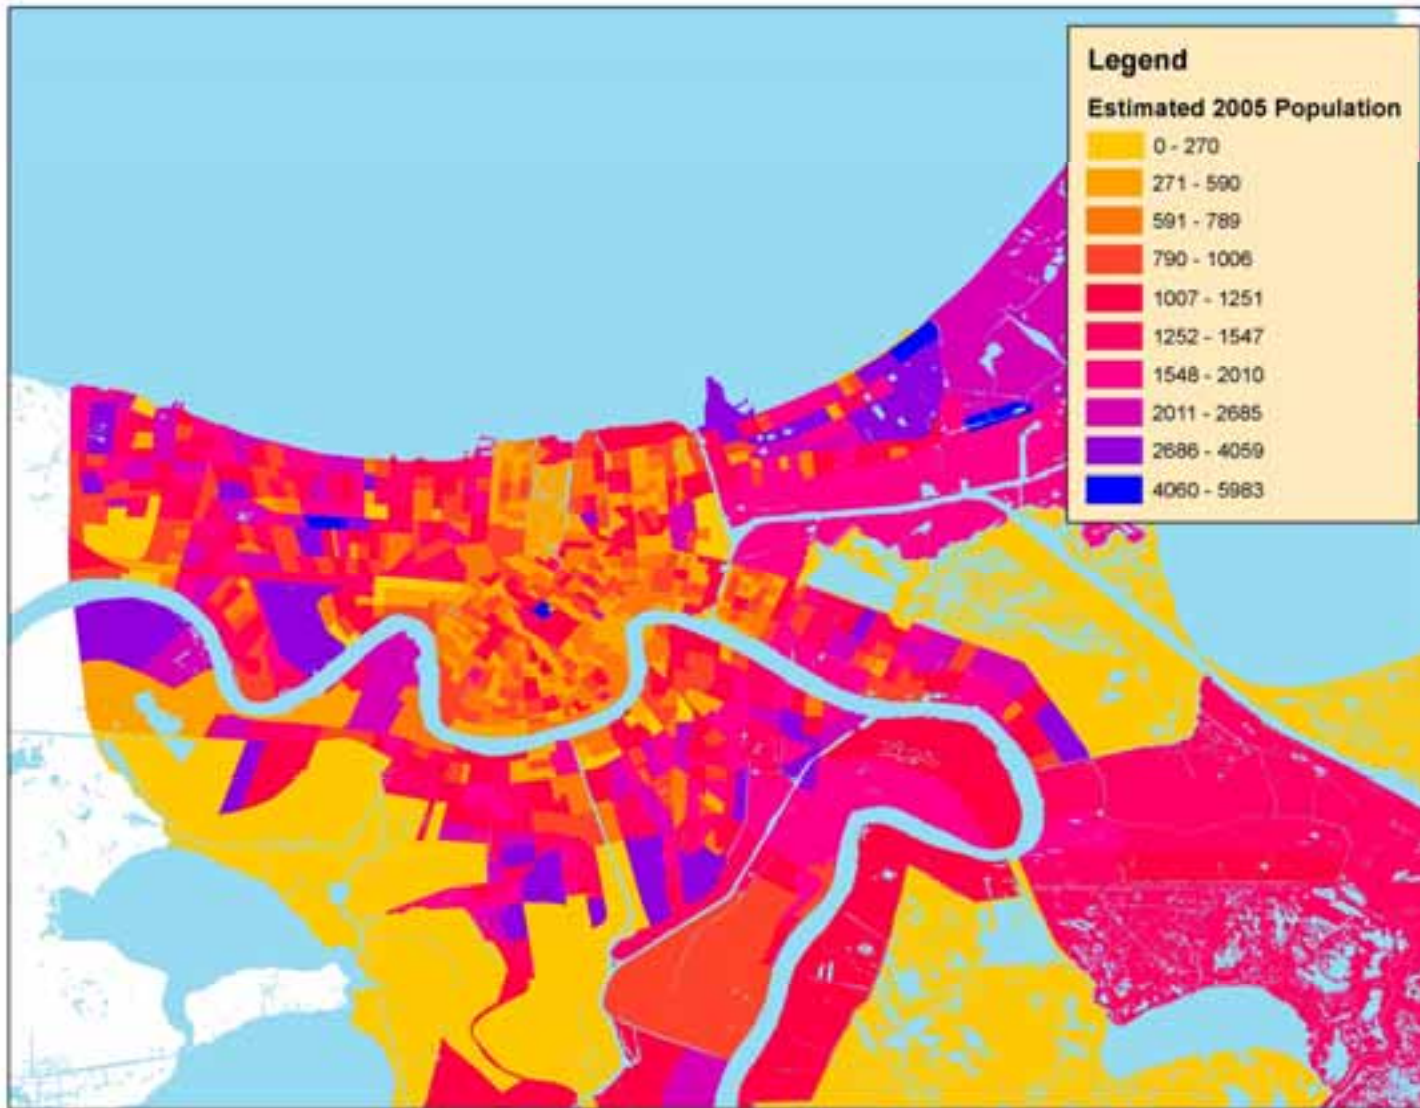 Legend
Estimated 2005 Population
0 - 270
271 - 590
591 - 789
790 - 1006
1007 - 1251
1252 - 1547
1548 - 2010
2011 - 2685
2686 - 4059
4060 - 5983